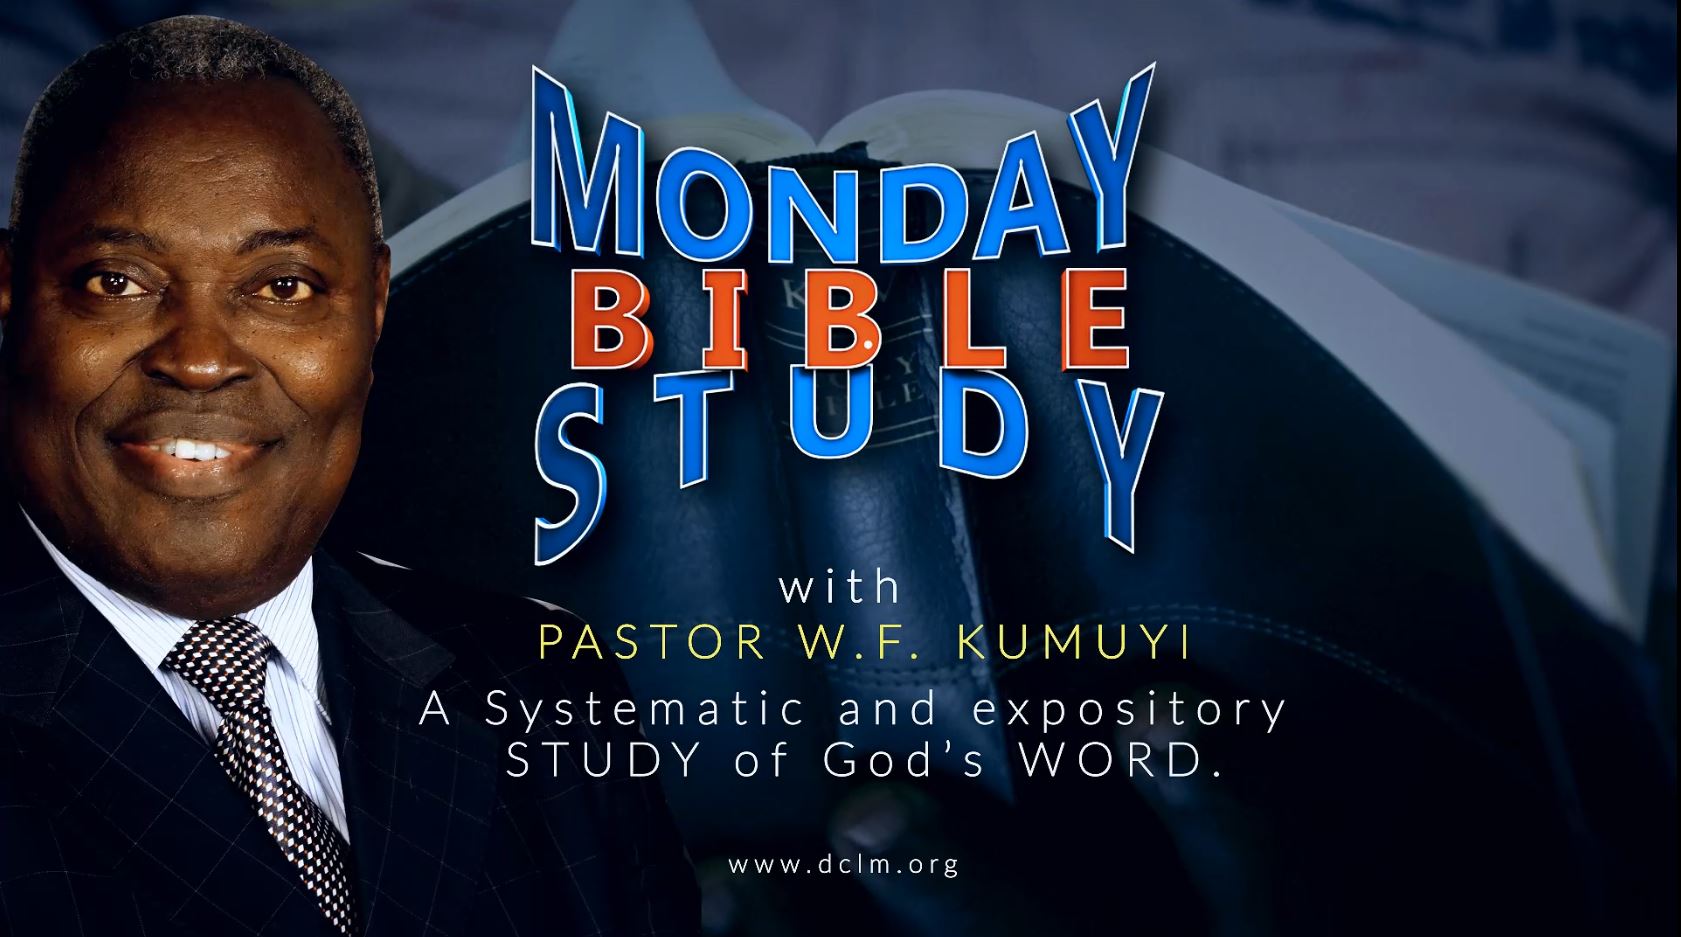 MONDAY
BIBLE
STUDY
with
PASTOR W.F. KUMUYI
A Systematic and expository
STUDY of God's WORD.
www.dclm.org